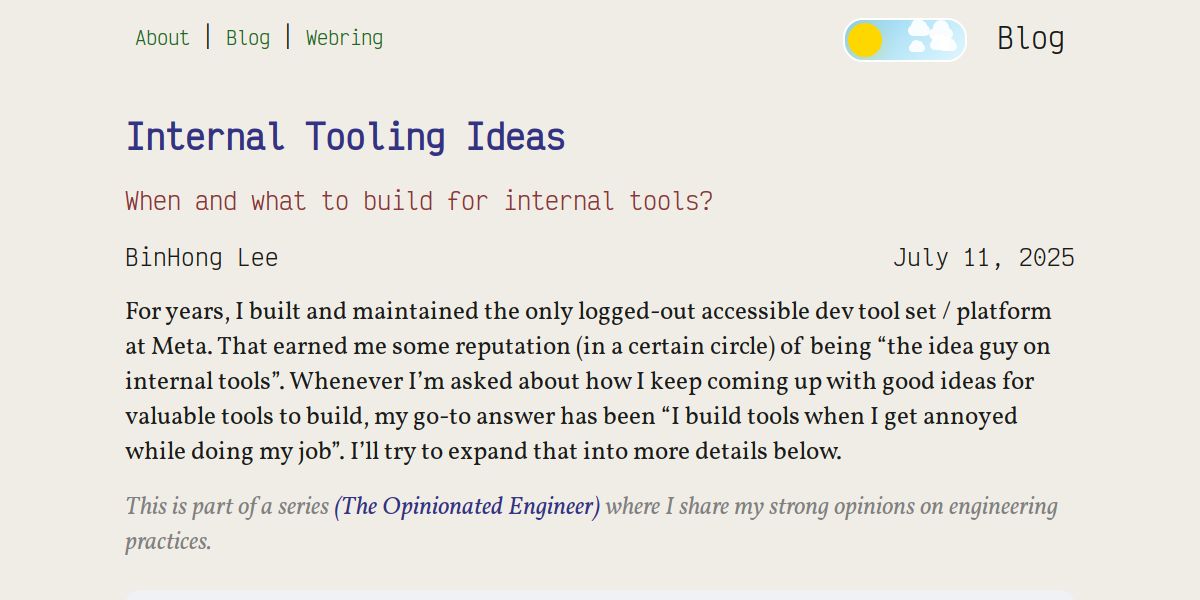 About | Blog | Webring
Blog
Internal Tooling Ideas
When and what to build for internal tools?
BinHong Lee
July 11, 2025
For years, I built and maintained the only logged-out accessible dev tool set / platform
at Meta. That earned me some reputation (in a certain circle) of being “the idea guy on
internal tools”. Whenever I’m asked about how I keep coming up with good ideas for
valuable tools to build, my go-to answer has been “I build tools when I get annoyed
while doing my job”. I’ll try to expand that into more details below.
This is part of a series (The Opinionated Engineer) where I share my strong opinions on engineering
practices.